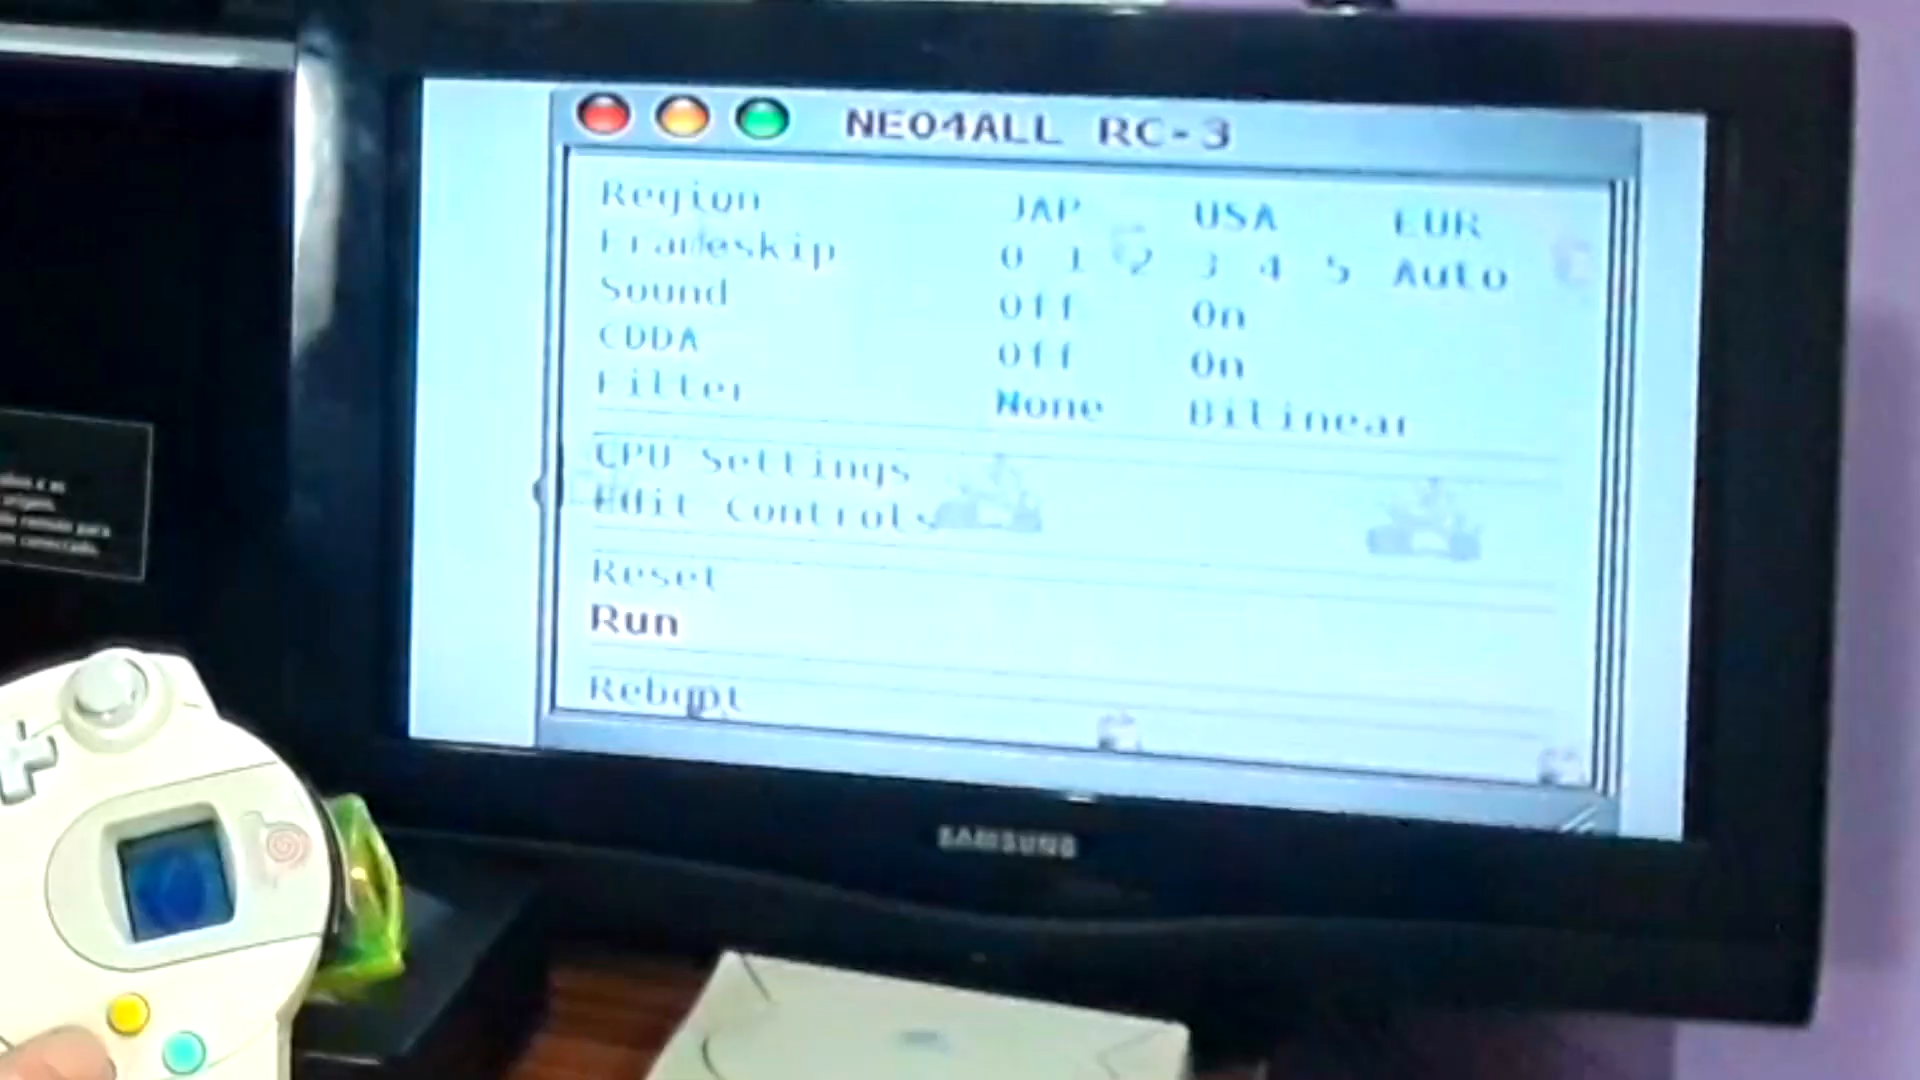 NEO4ALL RC-3
Region JAP USA EUR
Frameskip 0 1 2 3 4 5 Auto
Sound Off On
CDDA Off On
Filter None Bilinear
CPU Settings
Edit Controls
Reset
Run
Reboot
SAMSUNG